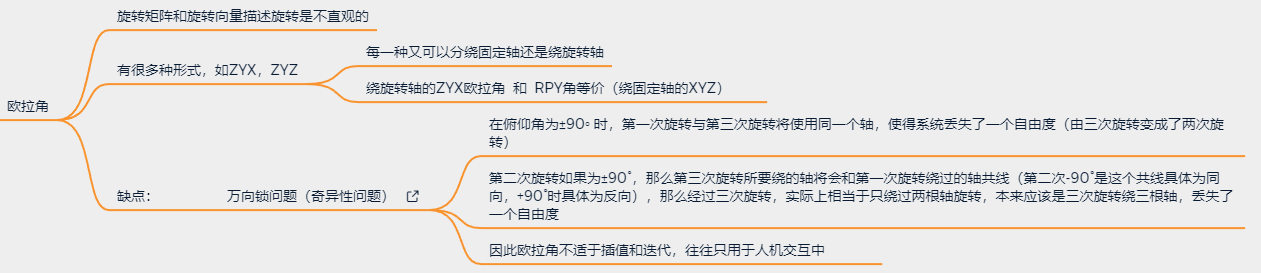 旋转矩阵和旋转向量描述旋转是不直观的
每一种又可以分绕固定轴还是绕旋转轴
有很多种形式，如ZYX，ZYZ
绕旋转轴的ZYX欧拉角 和 RPY角等价（绕固定轴的XYZ）
欧拉角
在俯仰角为±90◦ 时，第一次旋转与第三次旋转将使用同一个轴，使得系统丢失了一个自由度（由三次旋转变成了两次旋
转）
第二次旋转如果为±90˚，那么第三次旋转所要绕的轴将会和第一次旋转绕过的轴共线（第二次-90˚是这个共线具体为同
向，+90˚时具体为反向），那么经过三次旋转，实际上相当于只绕过两根轴旋转，本来应该是三次旋转绕三根轴，丢失了
一个自由度
缺点：
万向锁问题（奇异性问题）
因此欧拉角不适于插值和迭代，往往只用于人机交互中